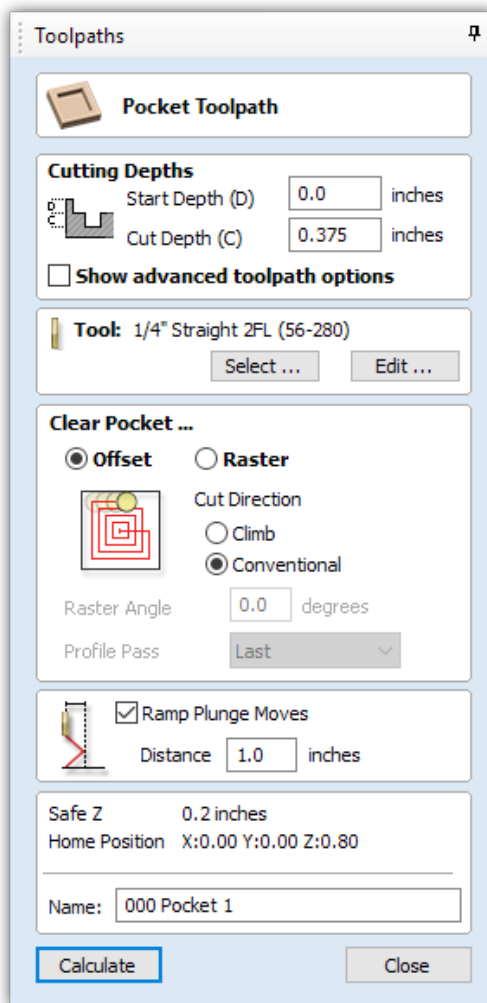 Toolpaths
Pocket Toolpath
Cutting Depths
D
C
Start Depth (D) 0.0 inches
Cut Depth (C) 0.375 inches
Show advanced toolpath options
Tool: 1/4" Straight 2FL (56-280)
Select ... Edit ...
Clear Pocket ...
Offset Raster
Cut Direction
Climb
Conventional
Raster Angle 0.0 degrees
Profile Pass Last
Ramp Plunge Moves
Distance 1.0 inches
Safe Z 0.2 inches
Home Position X:0.00 Y:0.00 Z:0.80
Name: 000 Pocket 1
Calculate Close